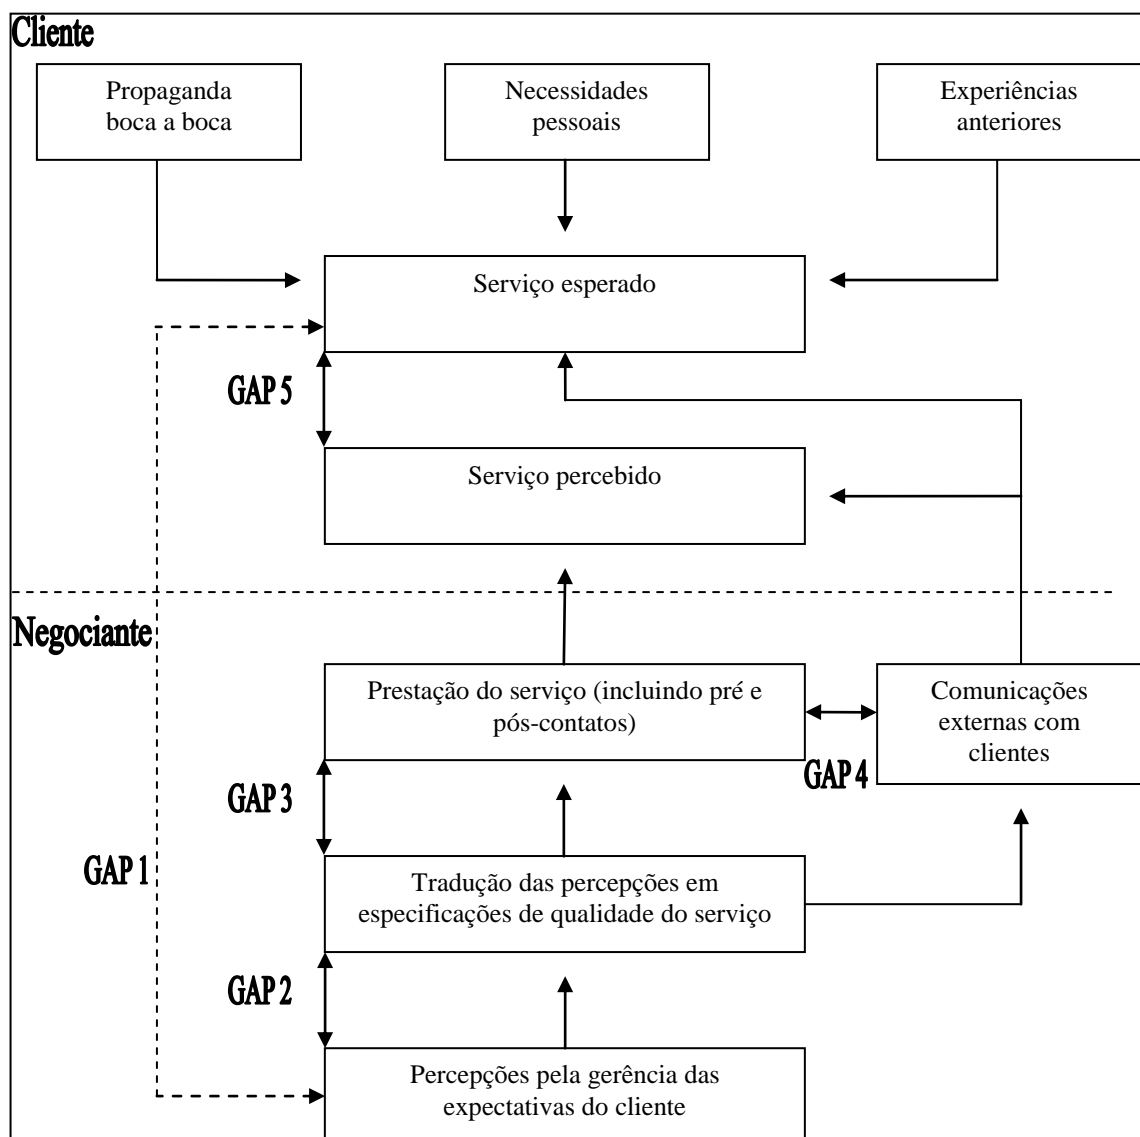 Cliente
Propaganda
boca a boca
Necessidades
pessoais
Experiências
anteriores
Serviço esperado
GAP 5
Serviço percebido
Negociante
Prestação do serviço (incluindo pré e
pós-contatos)
Comunicações
externas com
clientes
GAP 4
GAP 3
GAP 1
Tradução das percepções em
especificações de qualidade do serviço
GAP 2
Percepções pela gerência das
expectativas do cliente